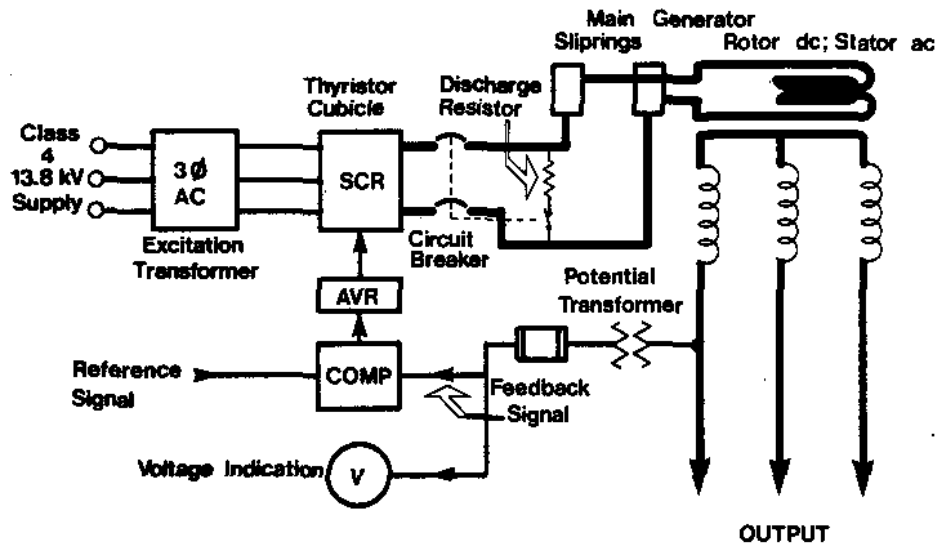 Main Generator
Sliprings
Rotor dc; Stator ac
Thyristor
Cubicle
Discharge
Resistor
Class
4
13.8 kV
Supply
3Ø
AC
SCR
Excitation
Transformer
Circuit
Breaker
AVR
Potential
Transformer
Reference
Signal
COMP
Feedback
Signal
Voltage Indication
V
OUTPUT